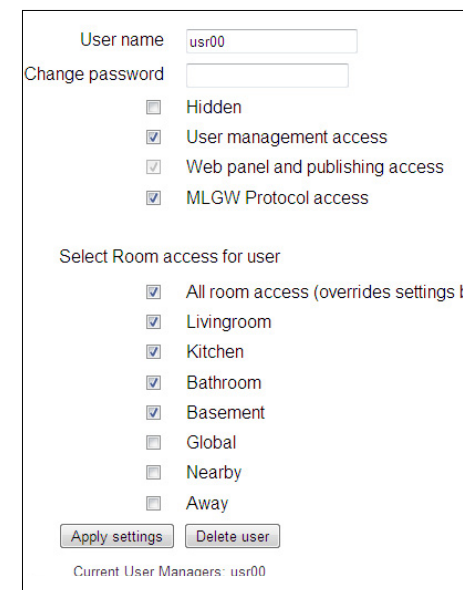 User name usr00
Change password
Hidden
User management access
Web panel and publishing access
MLGW Protocol access
Select Room access for user
All room access (overrides settings
Livingroom
Kitchen
Bathroom
Basement
Global
Nearby
Away
Apply settings Delete user
Current User Managers: usr00